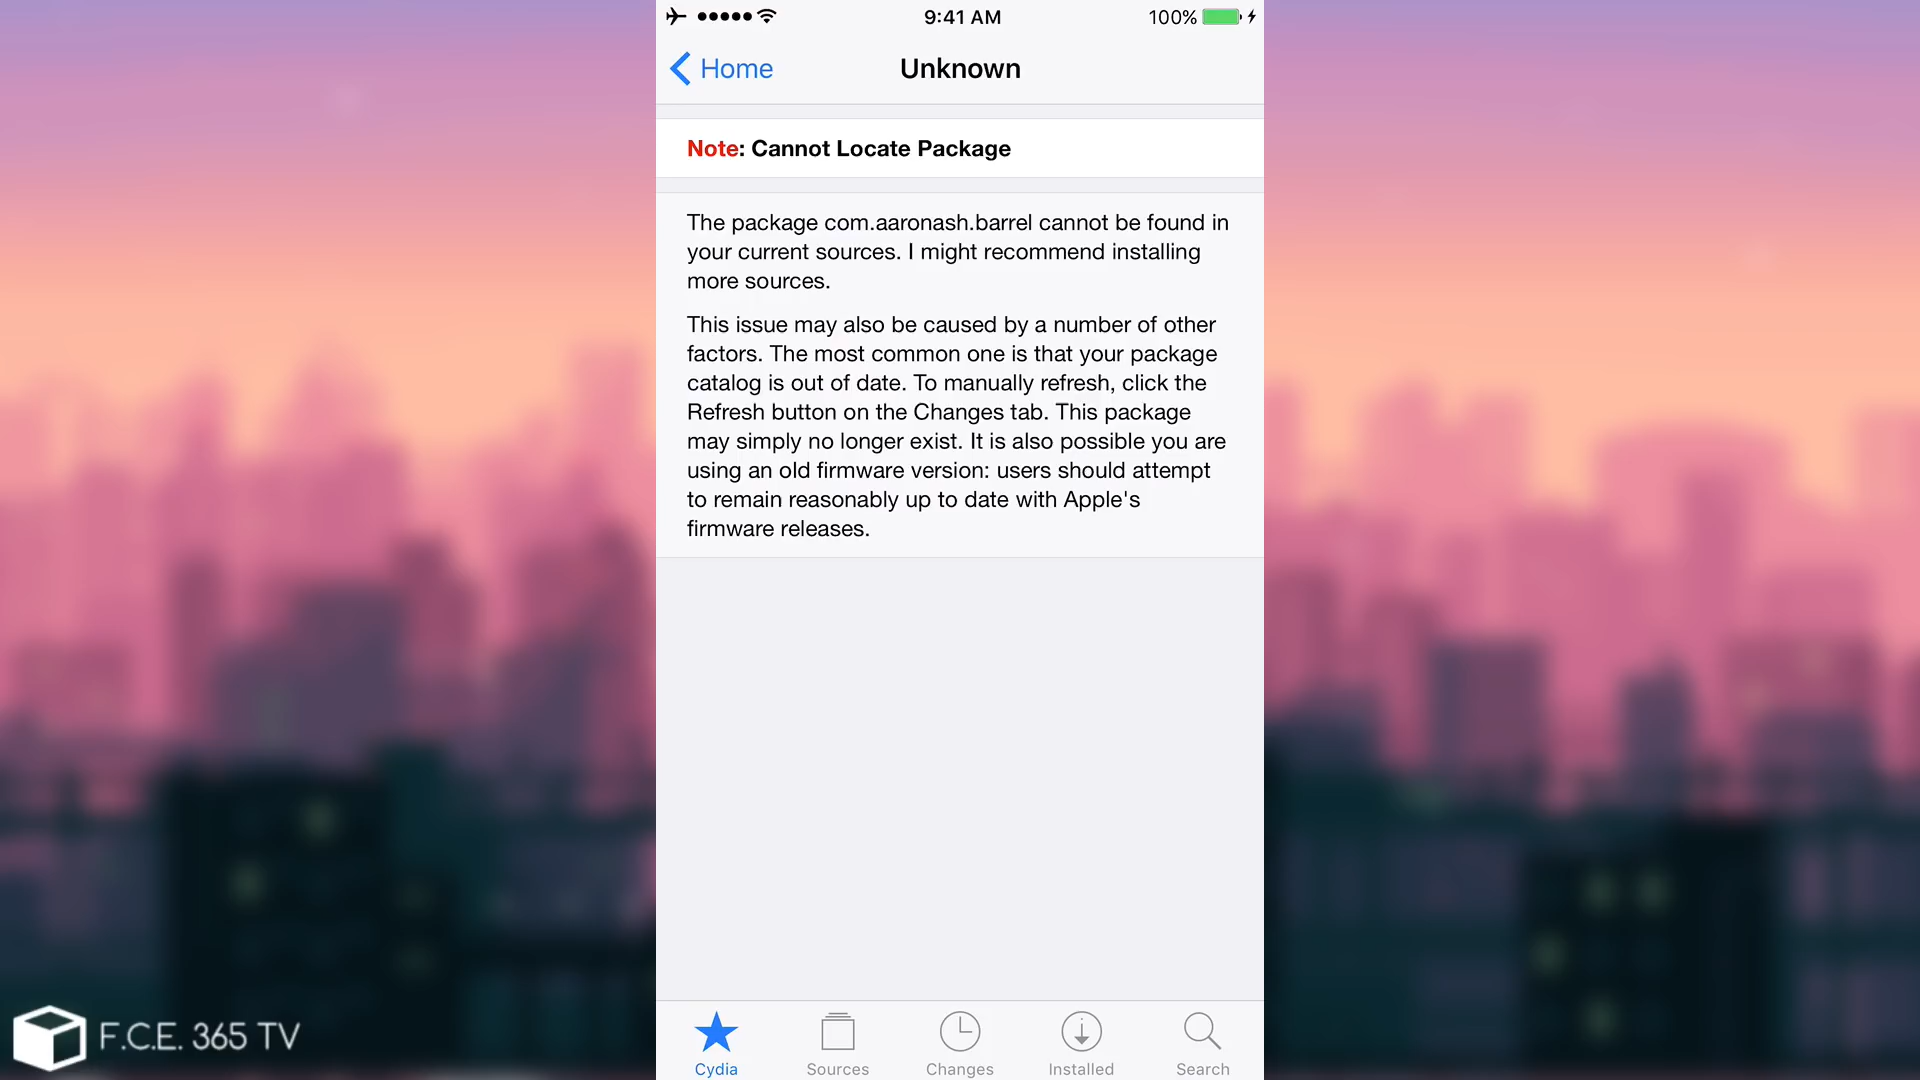 9:41 AM
100%
Home
Unknown
Note: Cannot Locate Package
The package com.aaronash.barrel cannot be found in
your current sources. I might recommend installing
more sources.
This issue may also be caused by a number of other
factors. The most common one is that your package
catalog is out of date. To manually refresh, click the
Refresh button on the Changes tab. This package
may simply no longer exist. It is also possible you are
using an old firmware version: users should attempt
to remain reasonably up to date with Apple's
firmware releases.
Cydia
Sources
Changes
Installed
Search
F.C.E. 365 TV